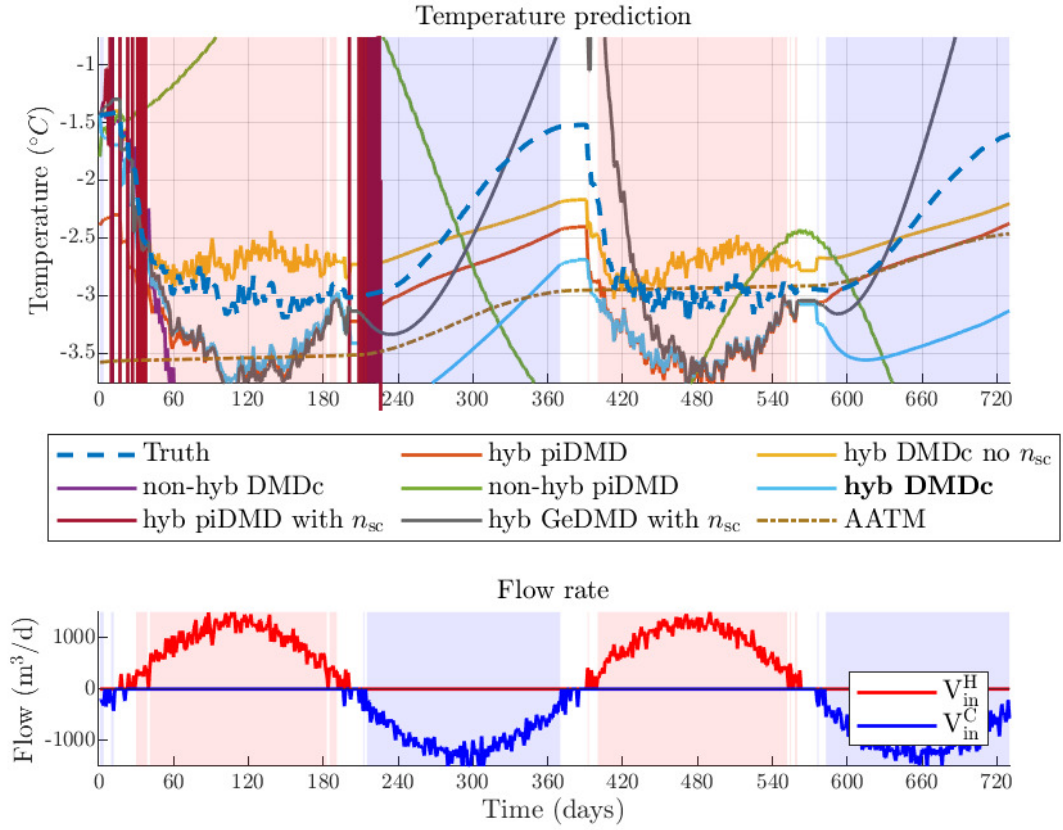 Temperature prediction
Temperature (°C)
-1
-1.5
-2
-2.5
-3
-3.5
0 60 120 180 240 300 360 420 480 540 600 660 720
Truth hyb piDMD hyb DMDc no n_sc
non-hyb DMDc non-hyb piDMD hyb DMDc
hyb piDMD with n_sc hyb GeDMD with n_sc AATM
Flow rate
Flow (m³/d)
1000
0
-1000
V_in^H
V_in^C
0 60 120 180 240 300 360 420 480 540 600 660 720
Time (days)